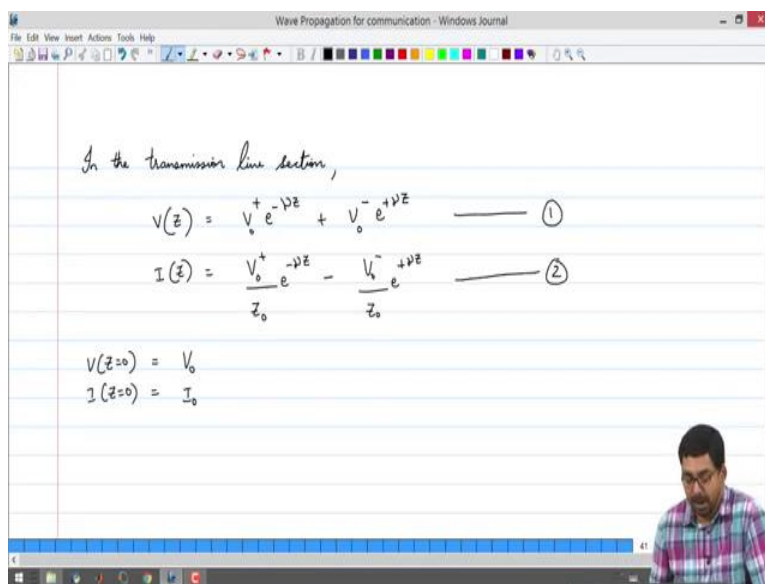 Wave Propagation for communication - Windows Journal
File Edit View Insert Actions Tools Help
B I
In the transmission line section,
V(z) = V₀⁺ e^{-γz} + V₀⁻ e^{+γz} ——— ①
I(z) = V₀⁺/Z₀ e^{-γz} - V₀⁻/Z₀ e^{+γz} ——— ②
V(z=0) = V₀
I(z=0) = I₀
41